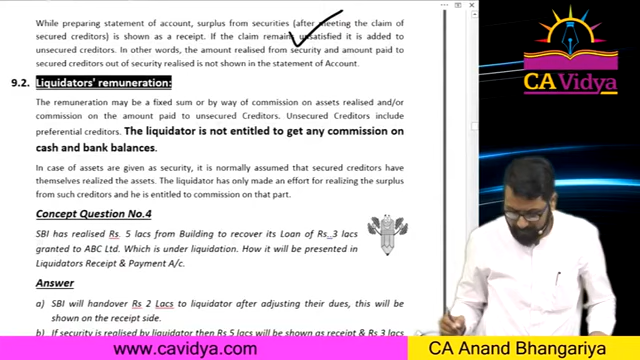 While preparing statement of account, surplus from securities (after meeting the claim of
secured creditors) is shown as a receipt. If the claim remain unsatisfied it is added to
unsecured creditors. In other words, the amount realised from security and amount paid to
secured creditors out of security realised is not shown in the statement of Account.
9.2. Liquidators' remuneration:
The remuneration may be a fixed sum or by way of commission on assets realised and/or
commission on the amount paid to unsecured Creditors. Unsecured Creditors include
preferential creditors. The liquidator is not entitled to get any commission on
cash and bank balances.
In case of assets are given as security, it is normally assumed that secured creditors have
themselves realized the assets. The liquidator has only made an effort for realizing the surplus
from such creditors and he is entitled to commission on that part.
Concept Question No.4
SBI has realised Rs. 5 lacs from Building to recover its Loan of Rs. 3 lacs
granted to ABC Ltd. Which is under liquidation. How it will be presented in
Liquidators Receipt & Payment A/c.
Answer
a) SBI will handover Rs 2 Lacs to liquidator after adjusting their dues, this will be
shown on the receipt side.
b) If security is realised by liquidator then Rs 5 lacs will be shown as receipt & Rs 3 lacs
CA Vidya
www.cavidya.com
CA Anand Bhangariya